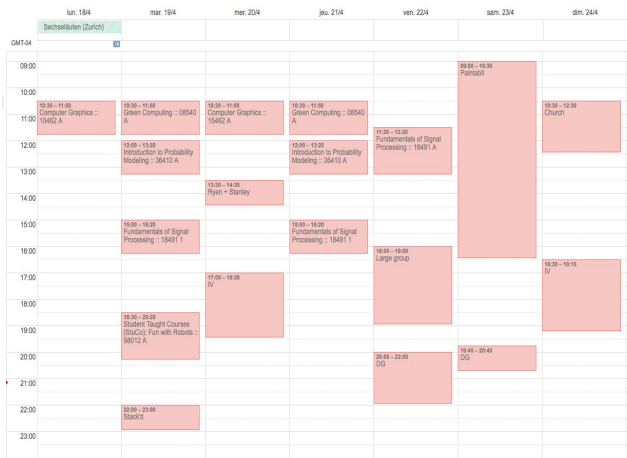 lun. 18/4
mar. 19/4
mer. 20/4
jeu. 21/4
ven. 22/4
sam. 23/4
dim. 24/4
Sechseläuten (Zurich)
GMT-04
09:00
10:00
11:00
12:00
13:00
14:00
15:00
16:00
17:00
18:00
19:00
20:00
21:00
22:00
23:00
10:30 – 11:50
Computer Graphics ::
15462 A
10:30 – 11:50
Green Computing :: 08540
A
12:00 – 13:20
Introduction to Probability
Modeling :: 36410 A
15:00 – 16:20
Fundamentals of Signal
Processing :: 18491 1
18:30 – 20:20
Student Taught Courses
(StuCo): Fun with Robots ::
98012 A
22:00 – 23:00
Stack'd
10:30 – 11:50
Computer Graphics ::
15462 A
13:30 – 14:30
Ryan + Stanley
17:00 – 19:30
IV
10:30 – 11:50
Green Computing :: 08540
A
12:00 – 13:20
Introduction to Probability
Modeling :: 36410 A
15:00 – 16:20
Fundamentals of Signal
Processing :: 18491 1
11:30 – 13:20
Fundamentals of Signal
Processing :: 18491 A
16:00 – 19:00
Large group
20:00 – 22:00
DG
09:00 – 16:30
Paintball
19:45 – 20:45
DG
10:30 – 12:30
Church
16:30 – 19:15
IV